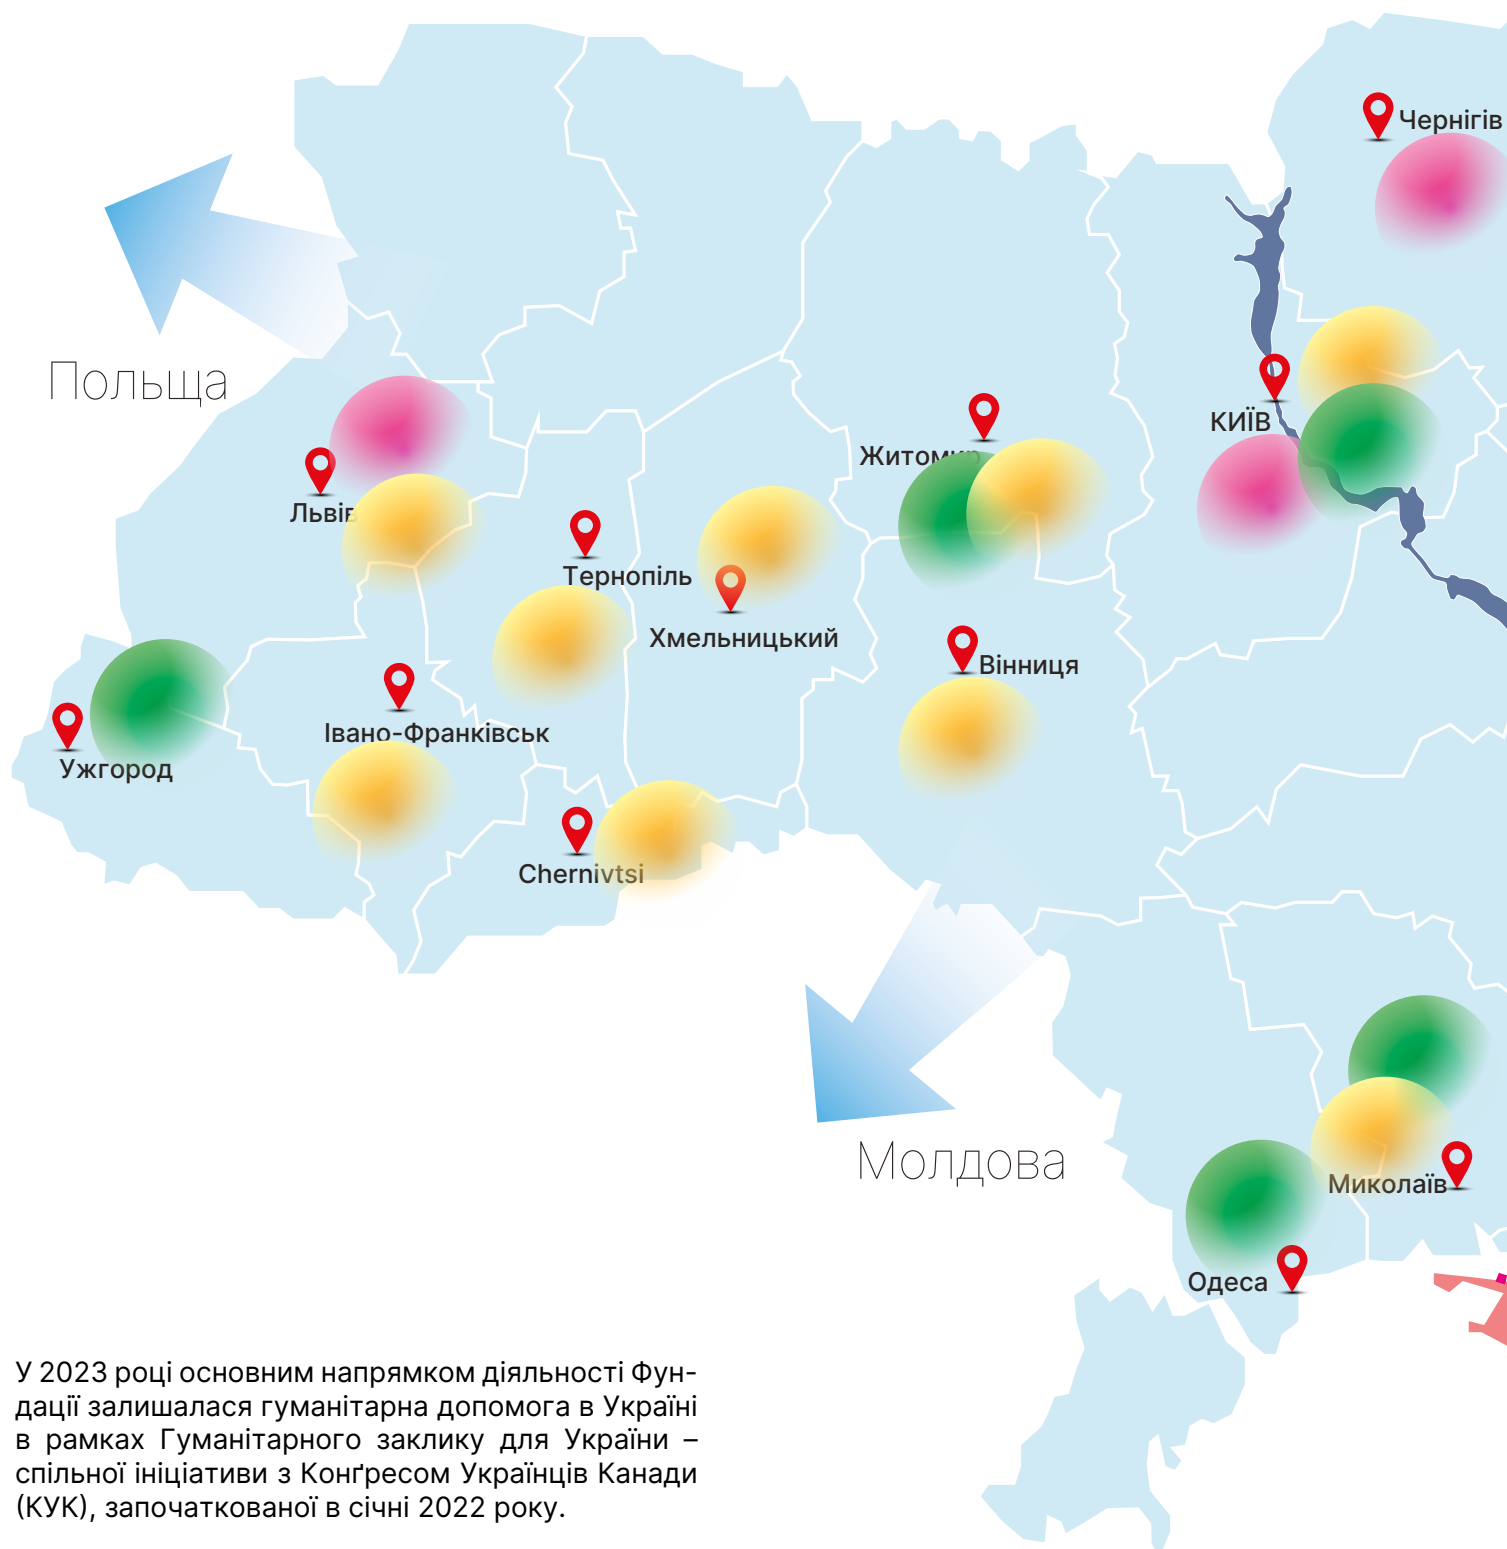 Чернігів
Польща
КИЇВ
Житомир
Львів
Тернопіль
Хмельницький
Вінниця
Івано-Франківськ
Ужгород
Chernivtsi
Молдова
Миколаїв
Одеса
У 2023 році основним напрямком діяльності Фун-
дації залишалася гуманітарна допомога в Україні
в рамках Гуманітарного заклику для України –
спільної ініціативи з Конґресом Українців Канади
(КУК), започаткованої в січні 2022 року.